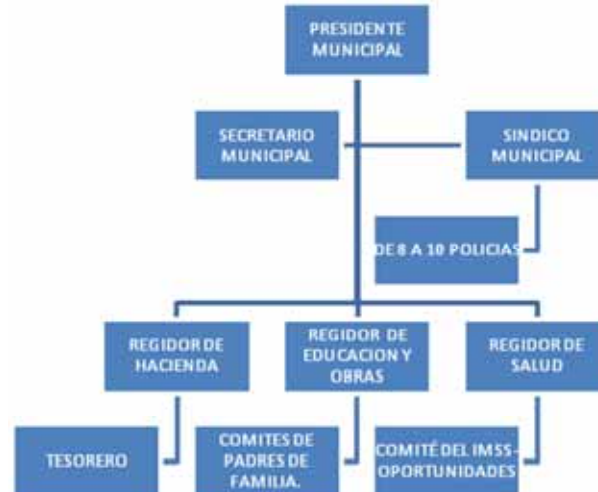 PRESIDENTE
MUNICIPAL
SECRETARIO
MUNICIPAL
SINDICO
MUNICIPAL
DE 8 A 10 POLICIAS
REGIDOR DE
HACIENDA
REGIDOR DE
EDUCACION Y
OBRAS
REGIDOR DE
SALUD
TESORERO
COMITES DE
PADRES DE
FAMILIA.
COMITÉ DEL IMSS-
OPORTUNIDADES